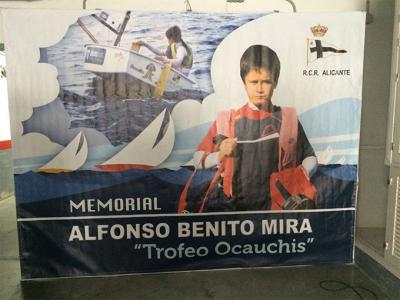 R.C.R. ALICANTE
MEMORIAL
ALFONSO BENITO MIRA
"Trofeo Ocauchis"